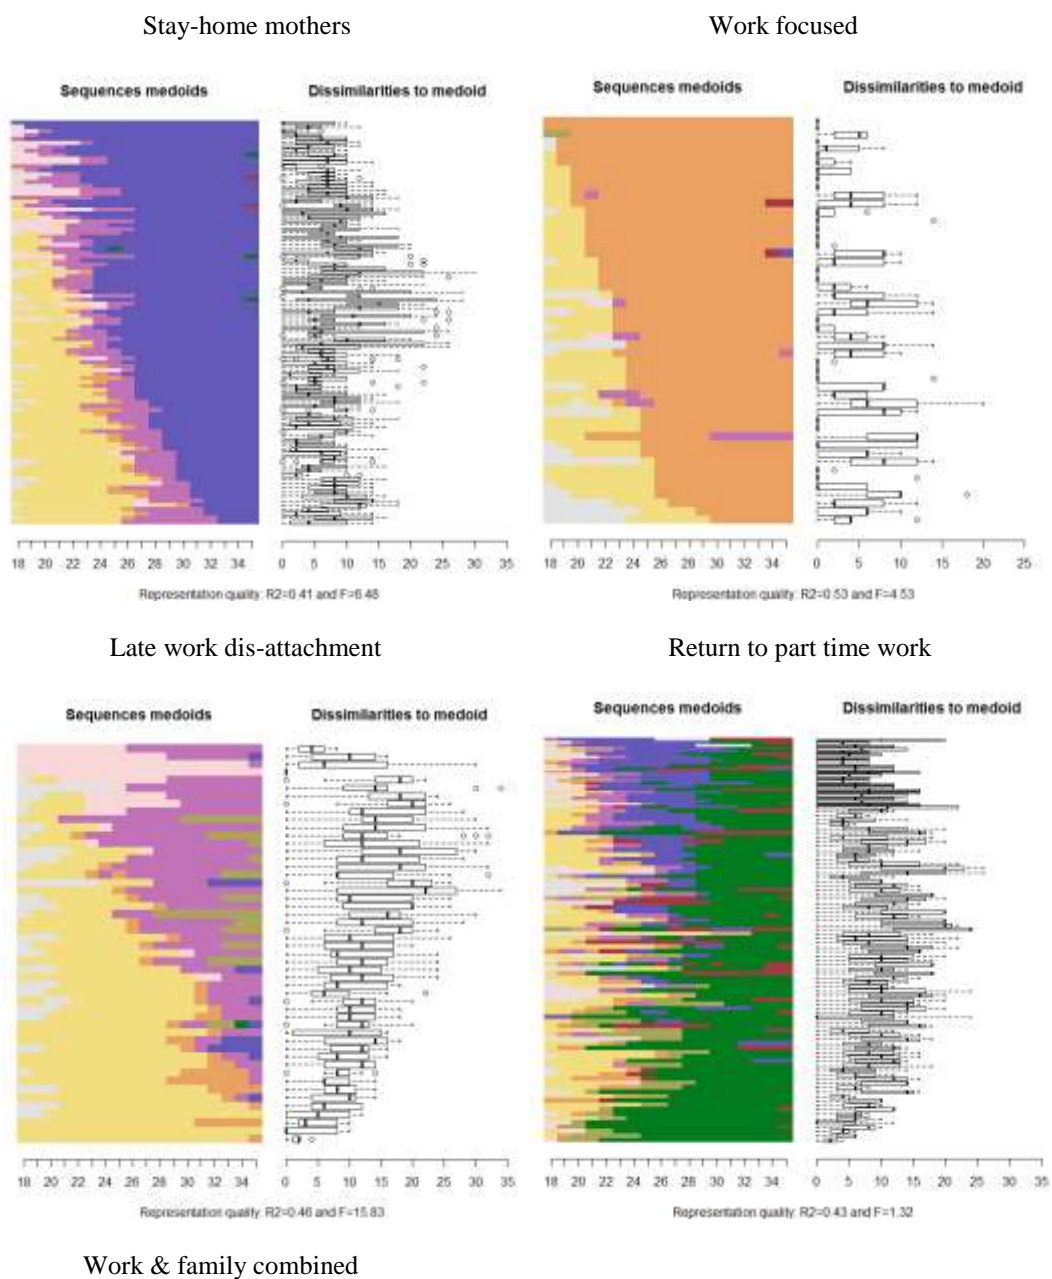 Stay-home mothers
Work focused
Sequences medoids
Dissimilarities to medoid
Sequences medoids
Dissimilarities to medoid
18 20 22 24 26 28 30 32 34
0 5 10 15 20 25 30 35
18 20 22 24 26 28 30 32 34
0 5 10 15 20 25
Representation quality: R2=0.41 and F=6.48
Representation quality: R2=0.53 and F=4.53
Late work dis-attachment
Return to part time work
Sequences medoids
Dissimilarities to medoid
Sequences medoids
Dissimilarities to medoid
18 20 22 24 26 28 30 32 34
0 5 10 15 20 25 30 35
18 20 22 24 26 28 30 32 34
0 5 10 15 20 25 30 35
Representation quality: R2=0.46 and F=15.83
Representation quality: R2=0.43 and F=1.32
Work & family combined